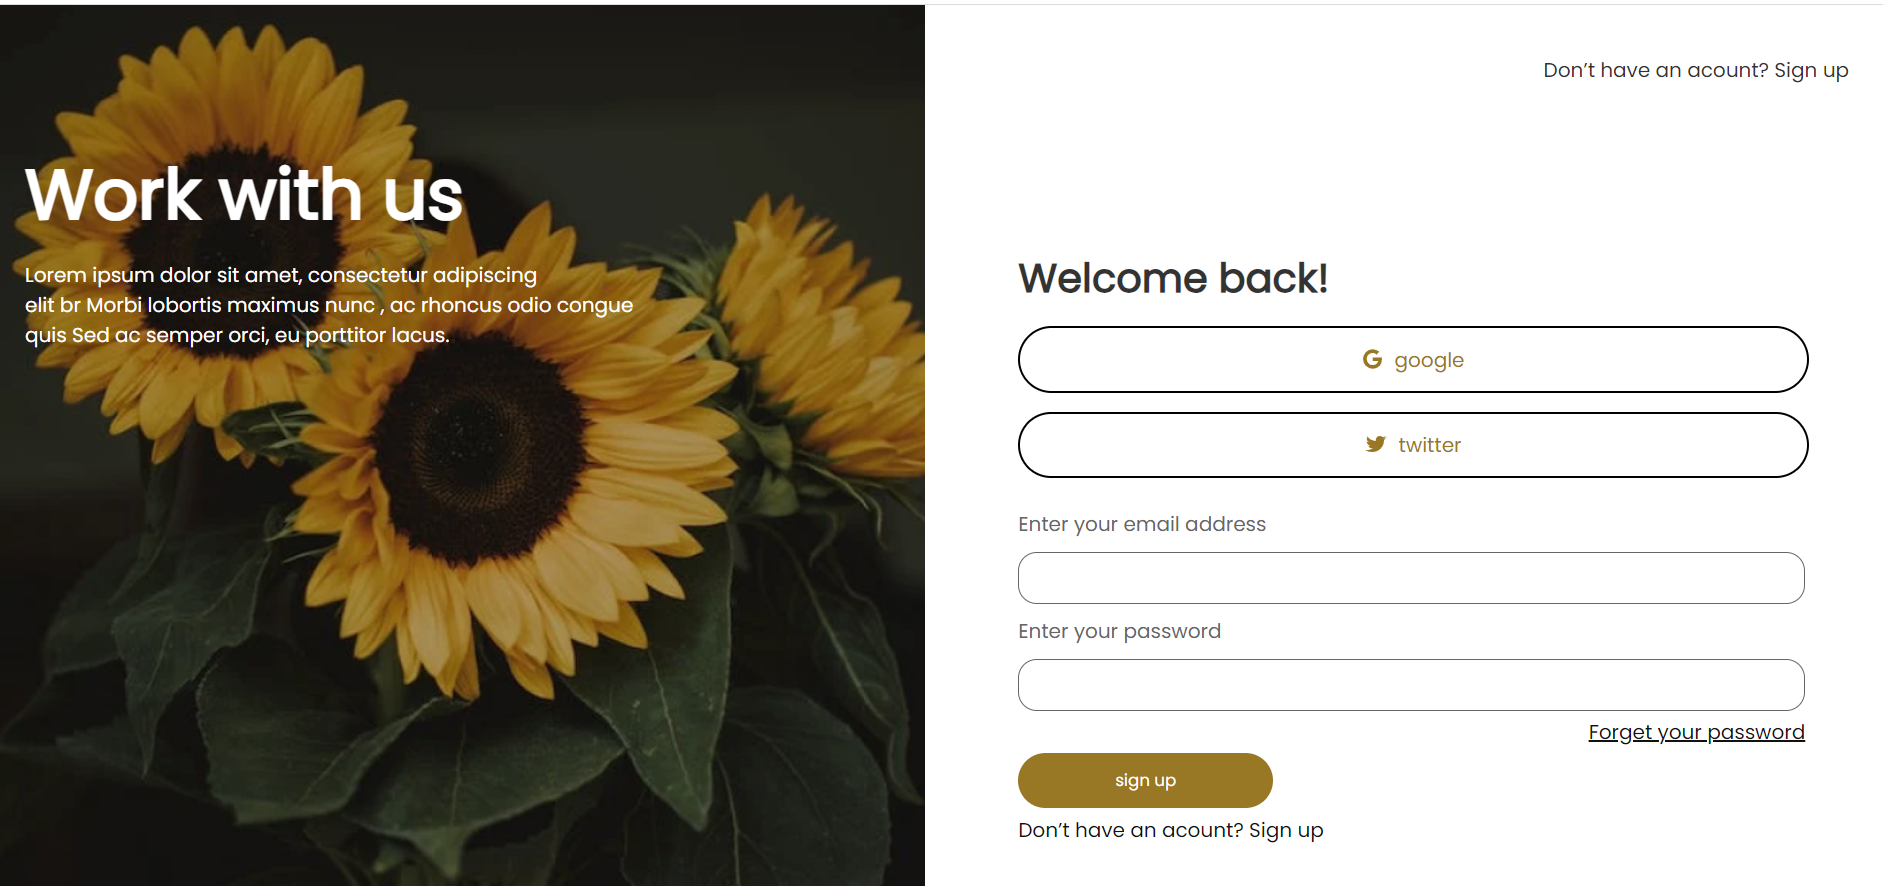 Don’t have an acount? Sign up
Work with us
Lorem ipsum dolor sit amet, consectetur adipiscing
elit br Morbi lobortis maximus nunc , ac rhoncus odio congue
quis Sed ac semper orci, eu porttitor lacus.
Welcome back!
google
twitter
Enter your email address
Enter your password
Forget your password
sign up
Don’t have an acount? Sign up